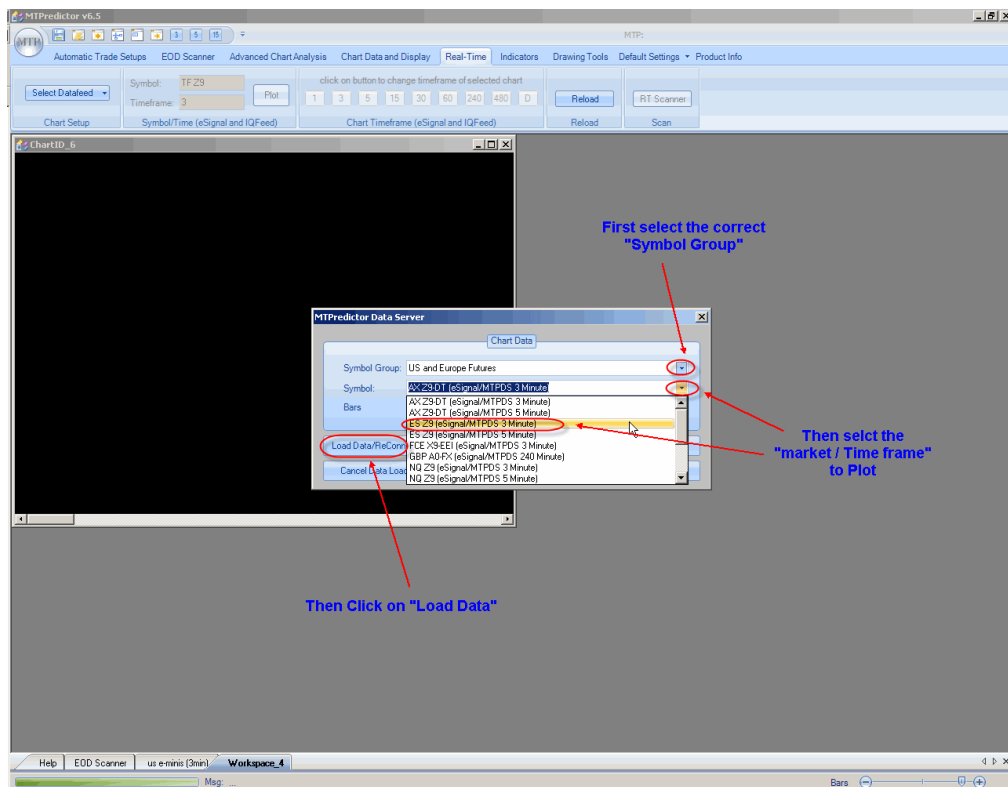 MTPredictor v6.5
MTP
3 5 15
MTP:
Automatic Trade Setups EOD Scanner Advanced Chart Analysis Chart Data and Display Real-Time Indicators Drawing Tools Default Settings Product Info
Select Datafeed
Symbol: TF Z9
Timeframe: 3
Plot
click on button to change timeframe of selected chart
1 3 5 15 30 60 240 480 D
Reload
RT Scanner
Chart Setup Symbol/Time (eSignal and IQFeed) Chart Timeframe (eSignal and IQFeed) Reload Scan
ChartID_6
First select the correct
"Symbol Group"
MTPredictor Data Server
Chart Data
Symbol Group: US and Europe Futures
Symbol: AX Z9-DT (eSignal/MTPDS 3 Minute)
Bars
AX Z9-DT (eSignal/MTPDS 3 Minute)
AX Z9-DT (eSignal/MTPDS 5 Minute)
ES Z9 (eSignal/MTPDS 3 Minute)
ES Z9 (eSignal/MTPDS 5 Minute)
FCE X9-EEI (eSignal/MTPDS 3 Minute)
GBP A0-FX (eSignal/MTPDS 240 Minute)
NQ Z9 (eSignal/MTPDS 3 Minute)
NQ Z9 (eSignal/MTPDS 5 Minute)
Load Data/ReConn
Cancel Data Load
Then selct the
"market / Time frame"
to Plot
Then Click on "Load Data"
Help EOD Scanner us e-minis (3min) Workspace_4
Msg: ...
Bars